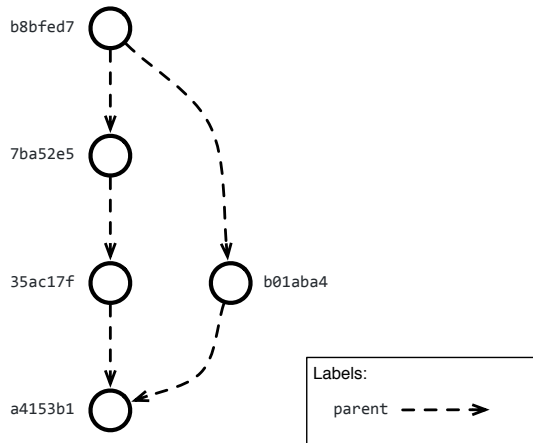 b8bfed7
7ba52e5
35ac17f
b01aba4
a4153b1
Labels:
parent